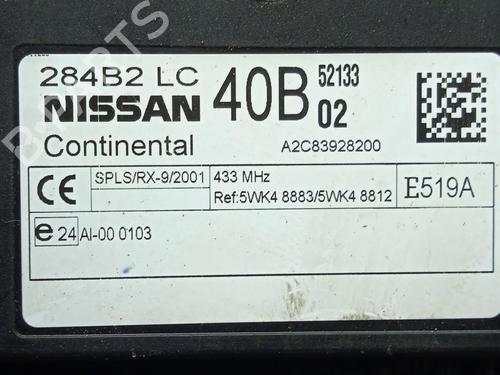 284B2 LC 40B 52133
NISSAN 02
Continental A2C83928200
CE SPLS/RX-9/2001 433 MHz E519A
Ref:5WK4 8883/5WK4 8812
e 24 AI-00 0103